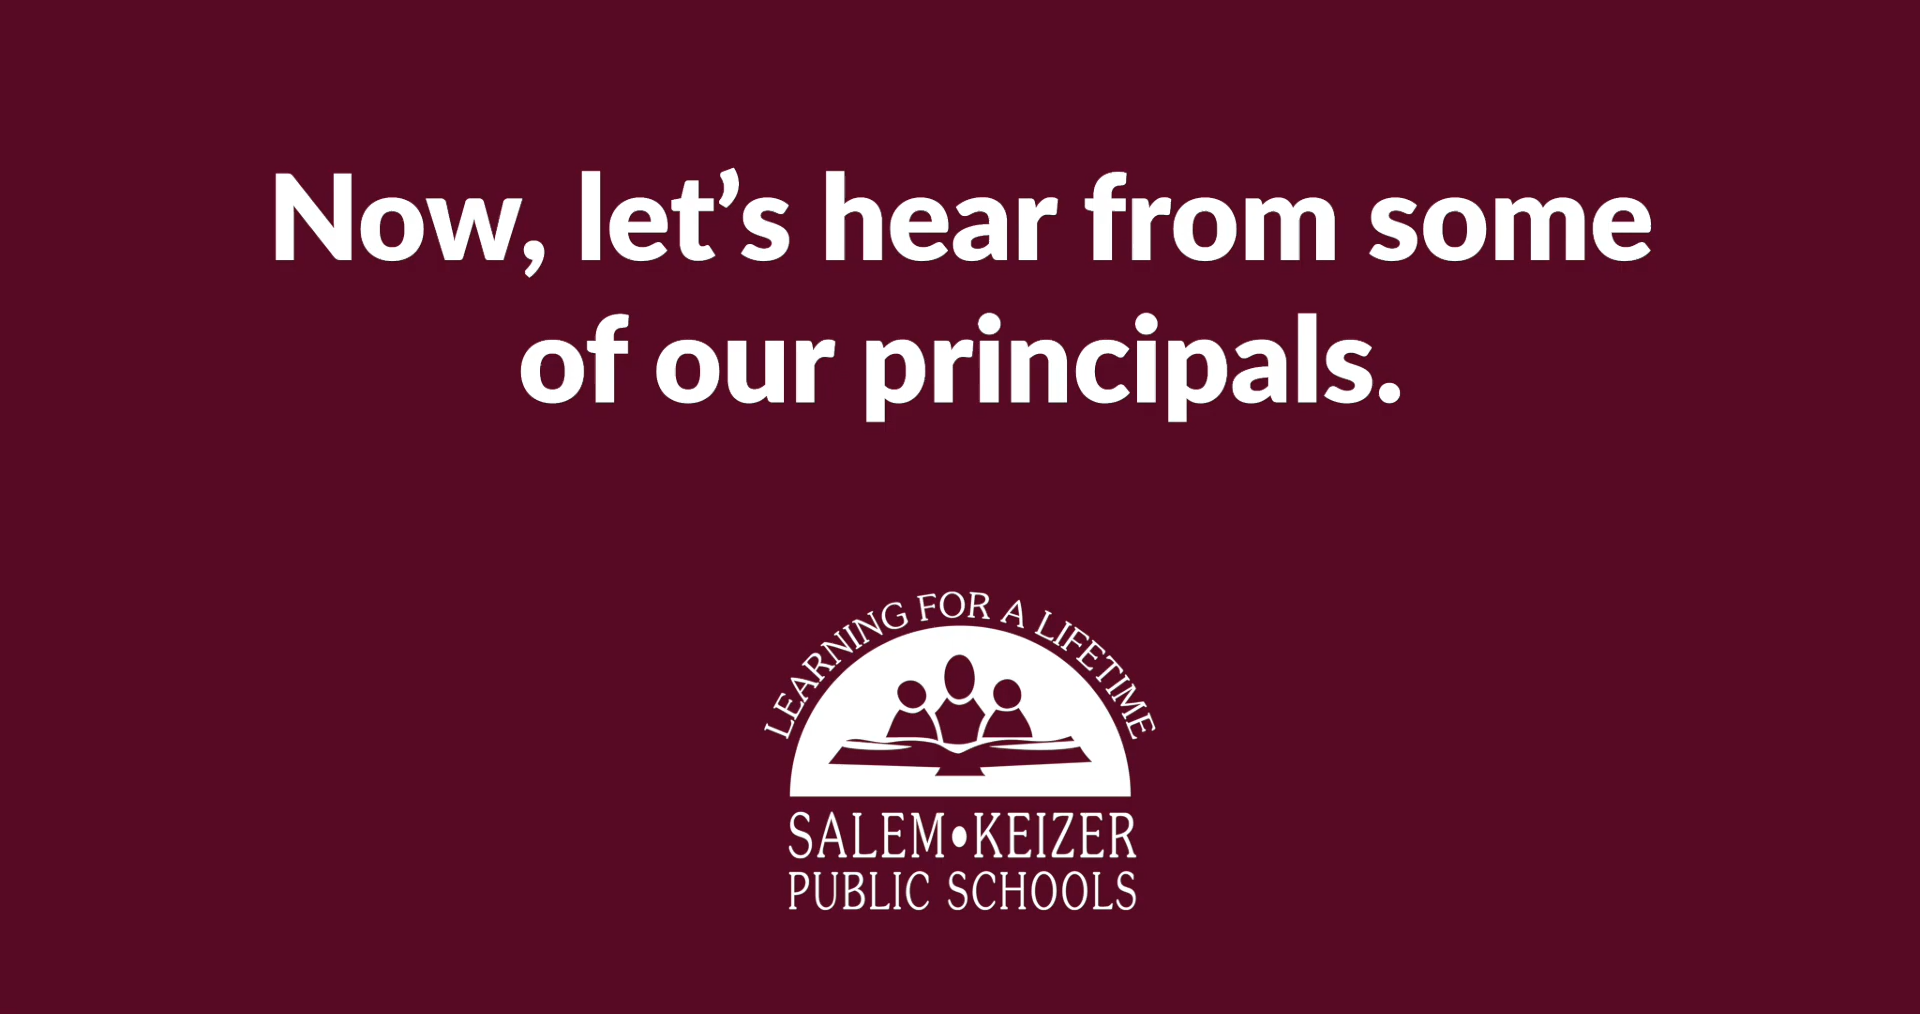 Now, let’s hear from some
of our principals.
LEARNING FOR A LIFETIME
SALEM•KEIZER
PUBLIC SCHOOLS